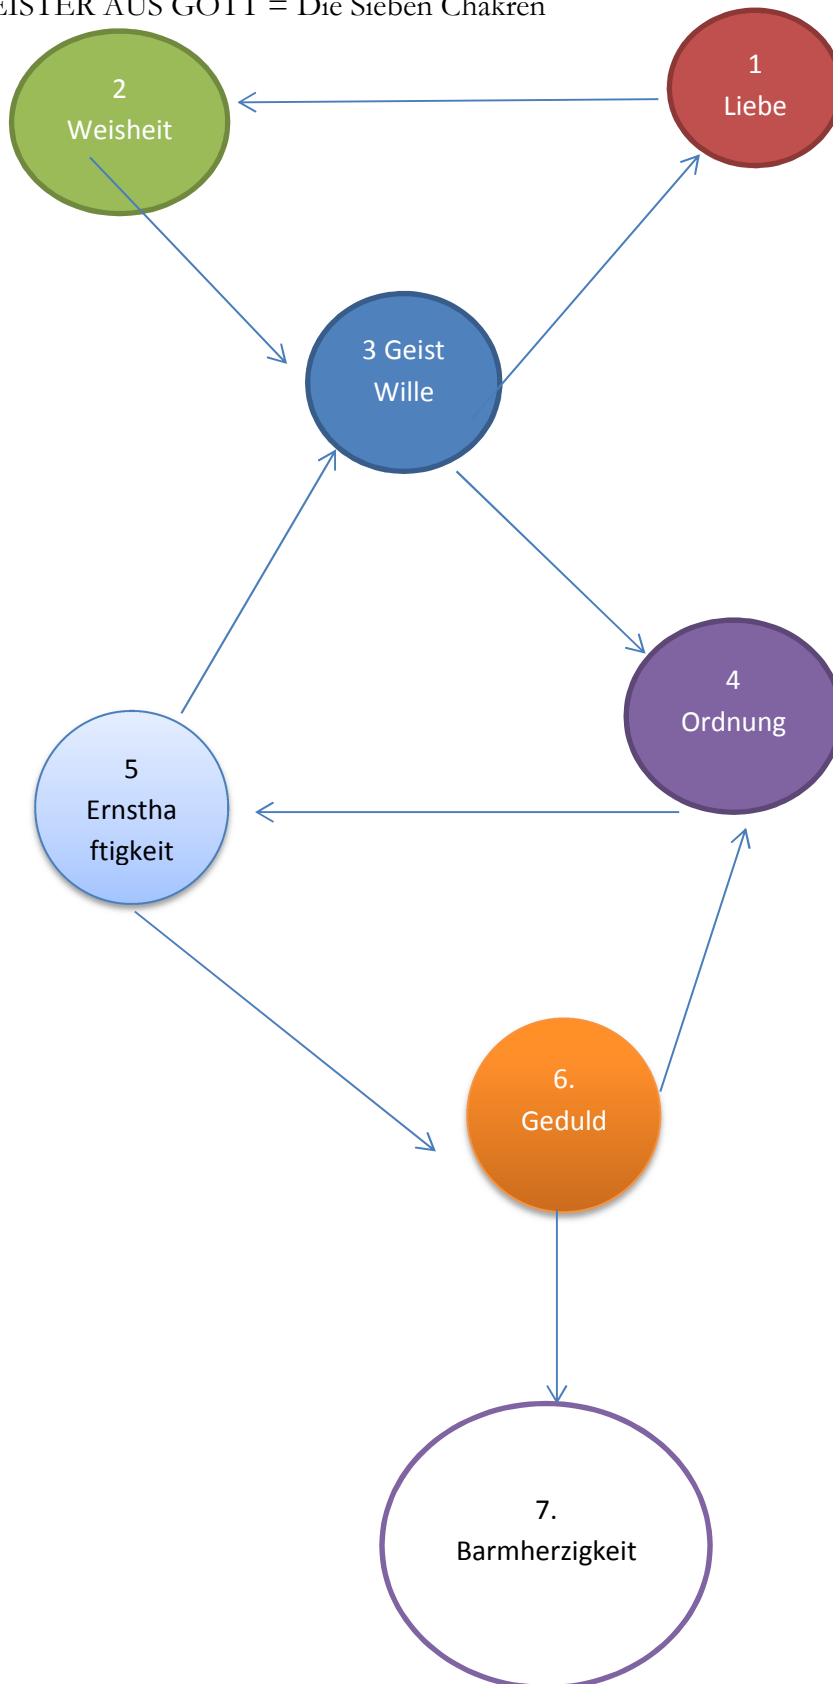 EISTER AUS GOTT = Die Sieben Chakren
1
Liebe
2
Weisheit
3 Geist
Wille
4
Ordnung
5
Ernstha
ftigkeit
6.
Geduld
7.
Barmherzigkeit